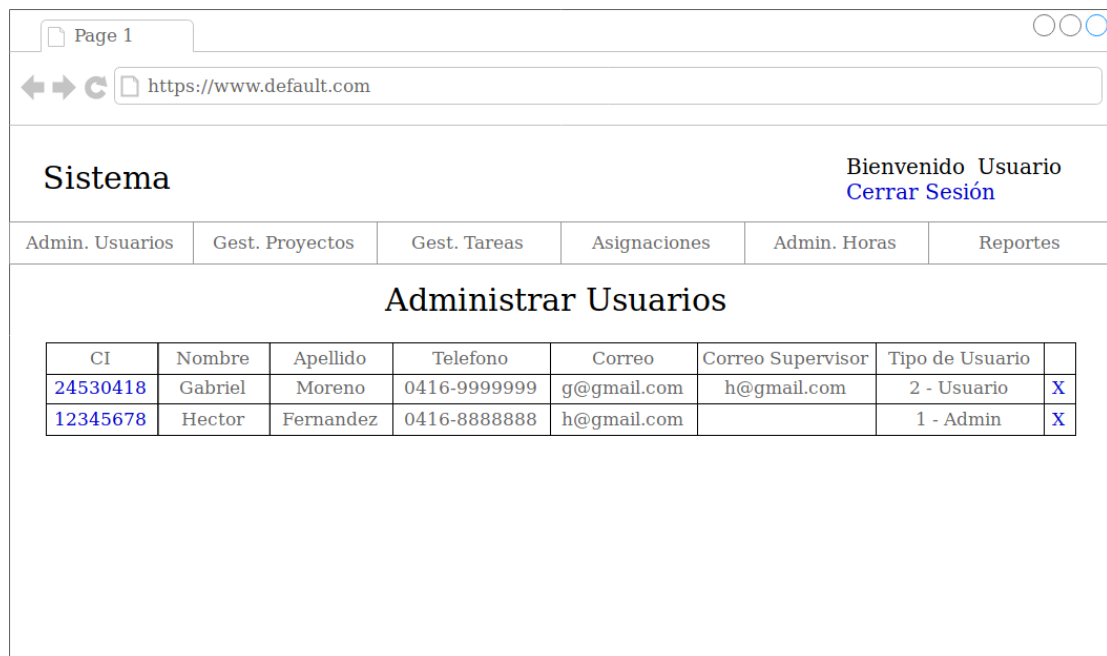 Page 1
https://www.default.com
Sistema
Bienvenido Usuario
Cerrar Sesión
Admin. Usuarios Gest. Proyectos Gest. Tareas Asignaciones Admin. Horas Reportes
Administrar Usuarios
CI Nombre Apellido Telefono Correo Correo Supervisor Tipo de Usuario
24530418 Gabriel Moreno 0416-9999999 g@gmail.com h@gmail.com 2 - Usuario X
12345678 Hector Fernandez 0416-8888888 h@gmail.com 1 - Admin X